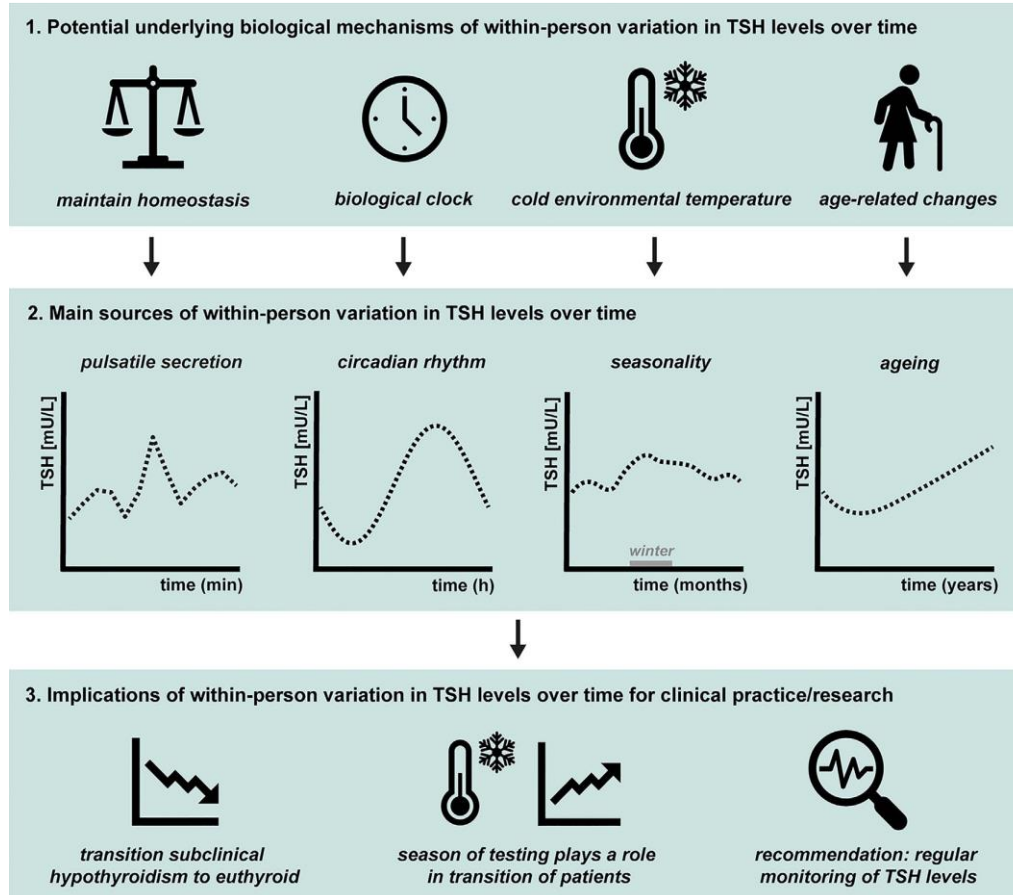 1. Potential underlying biological mechanisms of within-person variation in TSH levels over time
maintain homeostasis
biological clock
cold environmental temperature
age-related changes
2. Main sources of within-person variation in TSH levels over time
pulsatile secretion
circadian rhythm
seasonality
ageing
TSH [mU/L]
time (min)
TSH [mU/L]
time (h)
TSH [mU/L]
winter
time (months)
TSH [mU/L]
time (years)
3. Implications of within-person variation in TSH levels over time for clinical practice/research
transition subclinical
hypothyroidism to euthyroid
season of testing plays a role
in transition of patients
recommendation: regular
monitoring of TSH levels